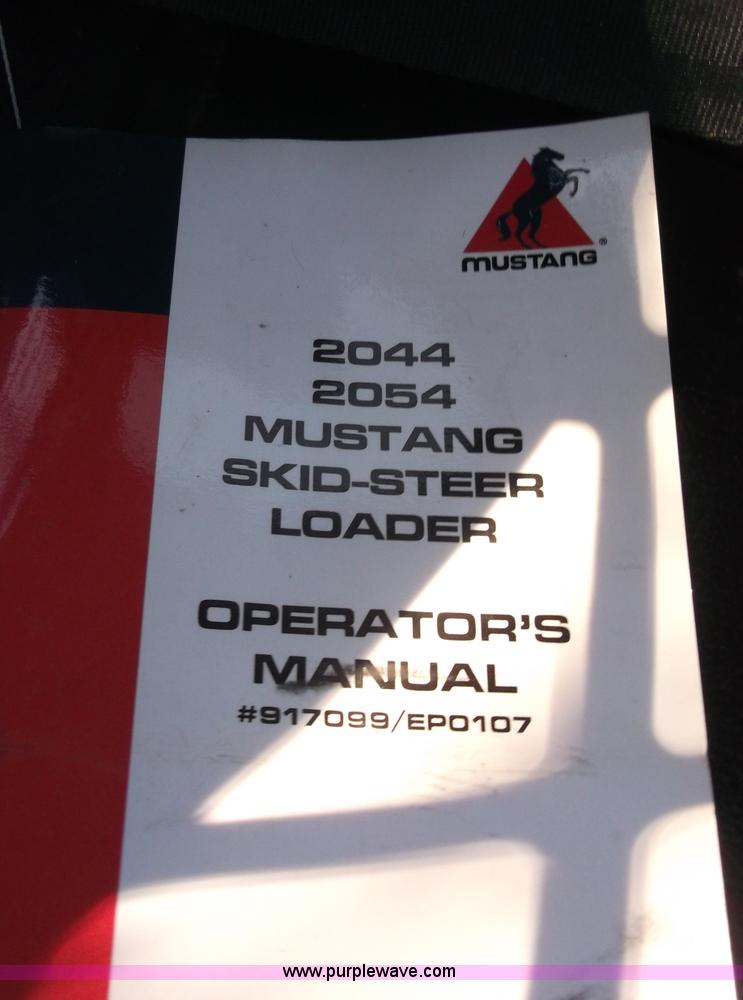 MUSTANG®
2044
2054
MUSTANG
SKID-STEER
LOADER
OPERATOR'S
MANUAL
#917099/EP0107
www.purplewave.com